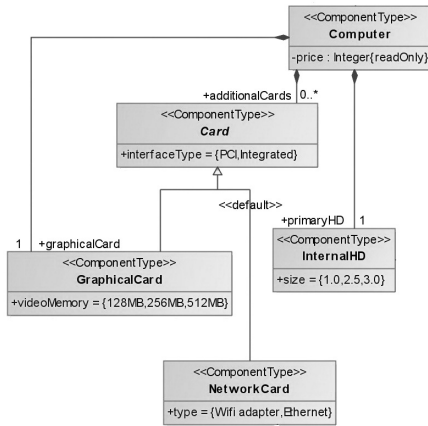 <<ComponentType>>
Computer
-price : Integer{readOnly}
+additionalCards 0..*
<<ComponentType>>
Card
+interfaceType = {PCI,Integrated}
<<default>>
+primaryHD 1
1 +graphicalCard
<<ComponentType>>
InternalHD
+size = {1.0,2.5,3.0}
<<ComponentType>>
GraphicalCard
+videoMemory = {128MB,256MB,512MB}
<<ComponentType>>
NetworkCard
+type = {Wifi adapter,Ethernet}